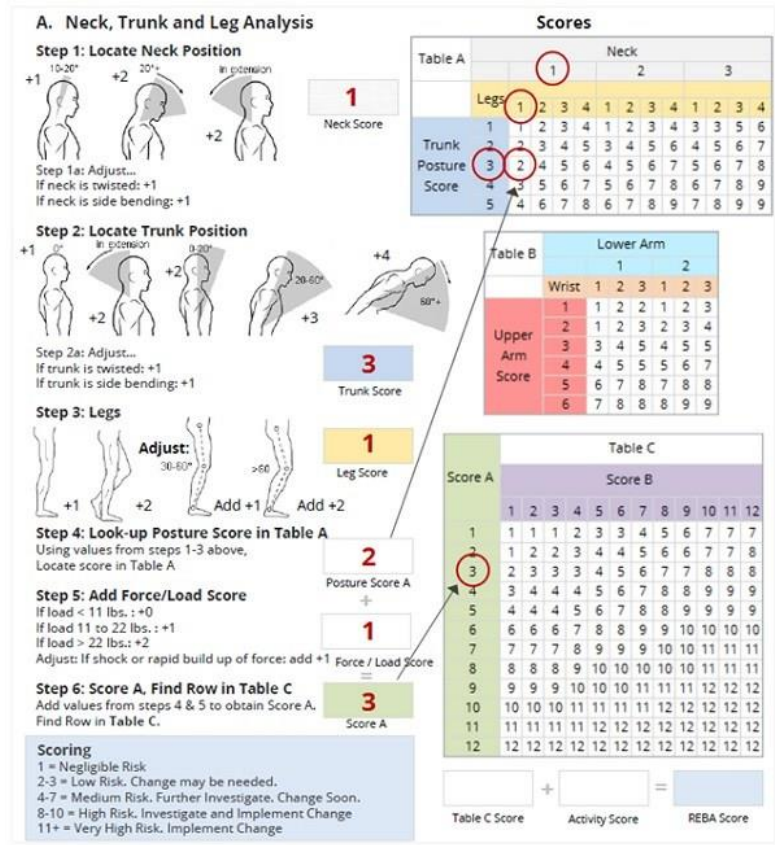 A. Neck, Trunk and Leg Analysis
Step 1: Locate Neck Position
+1 10-20° +2 20°+ in extension +2
1
Neck Score
Step 1a: Adjust...
If neck is twisted: +1
If neck is side bending: +1
Step 2: Locate Trunk Position
+1 0° in extension +2 0-20° +2 20-60° +3 +4 60°+
Step 2a: Adjust...
If trunk is twisted: +1
If trunk is side bending: +1
3
Trunk Score
Step 3: Legs
Adjust:
30-60° >60
+1 +2 Add +1 Add +2
1
Leg Score
Step 4: Look-up Posture Score in Table A
Using values from steps 1-3 above,
Locate score in Table A
2
Posture Score A
+
Step 5: Add Force/Load Score
If load < 11 lbs. : +0
If load 11 to 22 lbs. : +1
If load > 22 lbs.: +2
Adjust: If shock or rapid build up of force: add +1
1
Force / Load Score
=
Step 6: Score A, Find Row in Table C
Add values from steps 4 & 5 to obtain Score A.
Find Row in Table C.
3
Score A
Scoring
1 = Negligible Risk
2-3 = Low Risk. Change may be needed.
4-7 = Medium Risk. Further Investigate. Change Soon.
8-10 = High Risk. Investigate and Implement Change
11+ = Very High Risk. Implement Change
Scores
Table A
Neck
1 2 3
Legs
1 2 3 4 1 2 3 4 1 2 3 4
Trunk Posture Score
1 1 2 3 4 1 2 3 4 3 3 5 6
2 2 3 4 5 3 4 5 6 4 5 6 7
3 2 4 5 6 4 5 6 7 5 6 7 8
4 3 5 6 7 5 6 7 8 6 7 8 9
5 4 6 7 8 6 7 8 9 7 8 9 9
Table B
Lower Arm
1 2
Wrist 1 2 3 1 2 3
Upper Arm Score
1 1 2 2 1 2 3
2 1 2 3 2 3 4
3 3 4 5 4 5 5
4 4 5 5 5 6 7
5 6 7 8 7 8 8
6 7 8 8 8 9 9
Table C
Score A
Score B
1 2 3 4 5 6 7 8 9 10 11 12
1 1 1 1 2 3 3 4 5 6 7 7 7
2 1 2 2 3 4 4 5 6 6 7 7 8
3 2 3 3 3 4 5 6 7 7 8 8 8
4 3 4 4 4 5 6 7 8 8 9 9 9
5 4 4 4 5 6 7 8 8 9 9 9 9
6 6 6 6 7 8 8 9 9 10 10 10 10
7 7 7 7 8 9 9 9 10 10 11 11 11
8 8 8 8 9 10 10 10 10 10 11 11 11
9 9 9 9 10 10 10 11 11 11 12 12 12
10 10 10 10 11 11 11 11 12 12 12 12 12
11 11 11 11 11 12 12 12 12 12 12 12 12
12 12 12 12 12 12 12 12 12 12 12 12 12
+ =
Table C Score Activity Score REBA Score